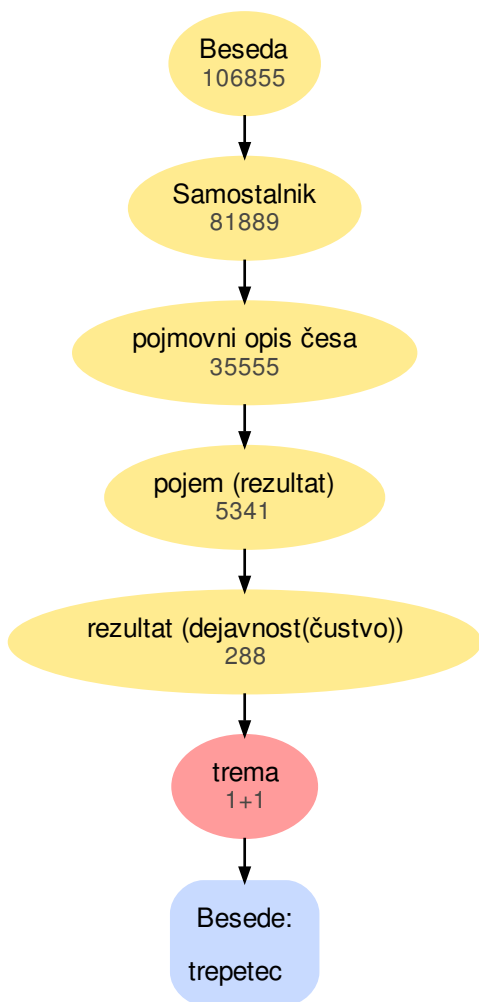 Beseda
106855
Samostalnik
81889
pojmovni opis česa
35555
pojem (rezultat)
5341
rezultat (dejavnost(čustvo))
288
trema
1+1
Besede:
trepetec